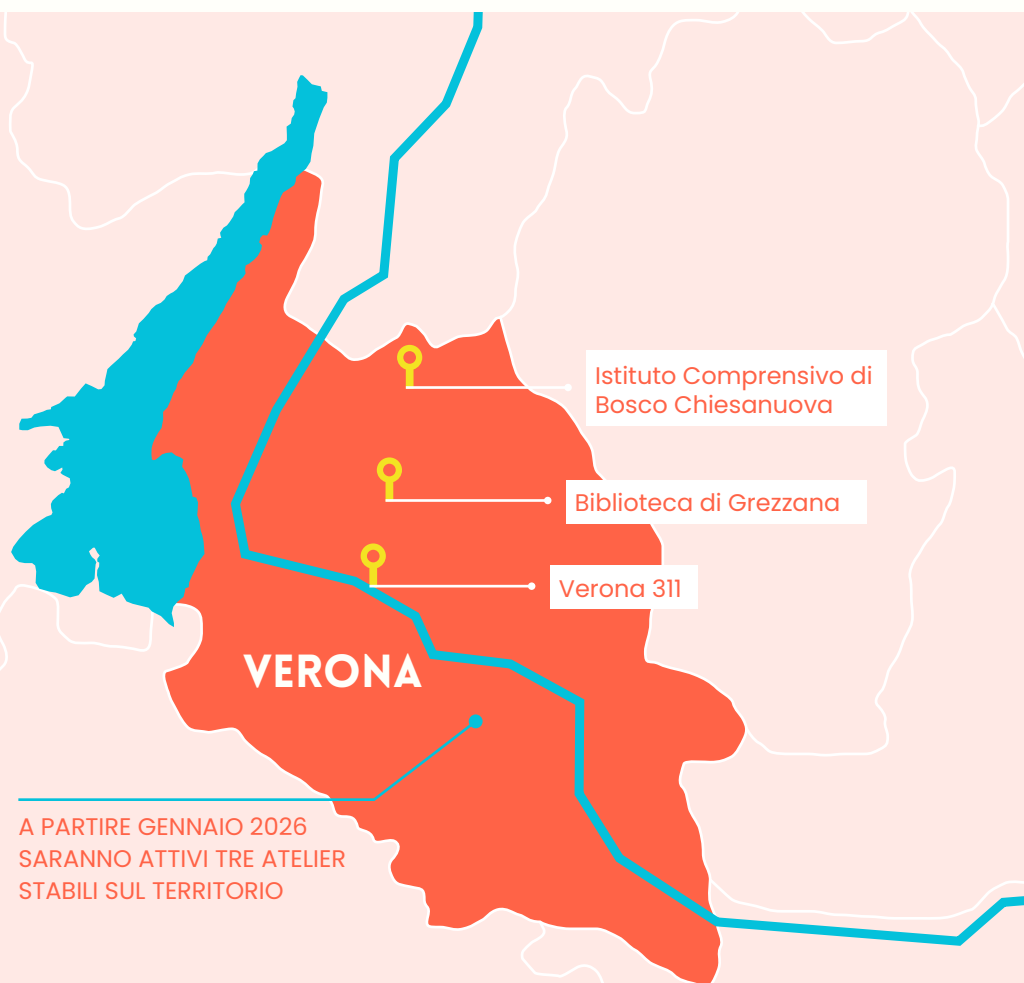 Istituto Comprensivo di
Bosco Chiesanuova
Biblioteca di Grezzana
Verona 311
VERONA
A PARTIRE GENNAIO 2026
SARANNO ATTIVI TRE ATELIER
STABILI SUL TERRITORIO